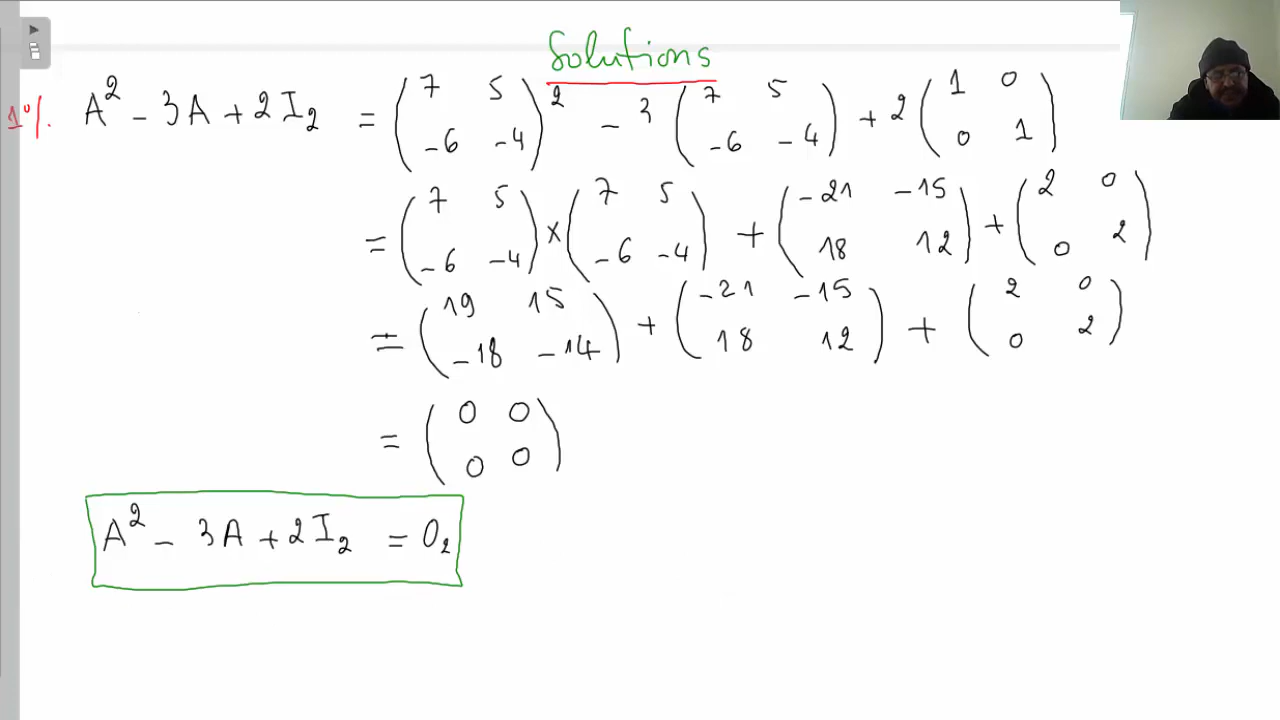 Solutions
1°/. A² - 3A + 2I₂ = (7 5 ; -6 -4)² - 3 (7 5 ; -6 -4) + 2 (1 0 ; 0 1)
= (7 5 ; -6 -4) × (7 5 ; -6 -4) + (-21 -15 ; 18 12) + (2 0 ; 0 2)
= (19 15 ; -18 -14) + (-21 -15 ; 18 12) + (2 0 ; 0 2)
= (0 0 ; 0 0)
A² - 3A + 2I₂ = O₂